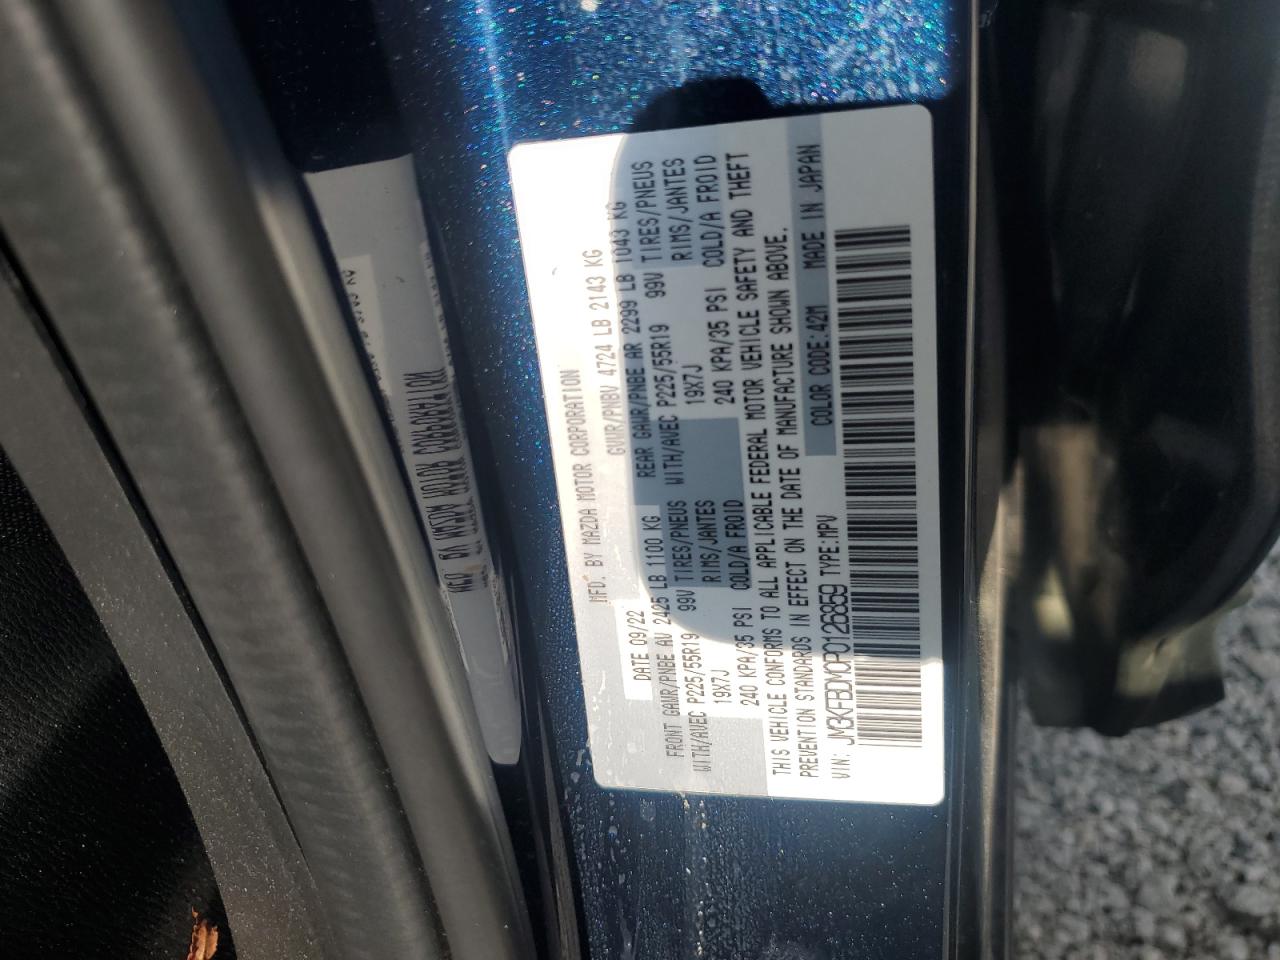 MFD. BY MAZDA MOTOR CORPORATION
DATE 09/22 GVWR/PNBV 4724 LB 2143 KG
FRONT GAWR/PNBE AV 2425 LB 1100 KG REAR GAWR/PNBE AR 2299 LB 1043 KG
WITH/AVEC P225/55R19 99V TIRES/PNEUS WITH/AVEC P225/55R19 99V TIRES/PNEUS
19X7J RIMS/JANTES 19X7J RIMS/JANTES
240 KPA/35 PSI COLD/A FROID 240 KPA/35 PSI COLD/A FROID
THIS VEHICLE CONFORMS TO ALL APPLICABLE FEDERAL MOTOR VEHICLE SAFETY AND THEFT
PREVENTION STANDARDS IN EFFECT ON THE DATE OF MANUFACTURE SHOWN ABOVE.
VIN: JM3KFBDM0P0126859 TYPE:MPV COLOR CODE:42M MADE IN JAPAN